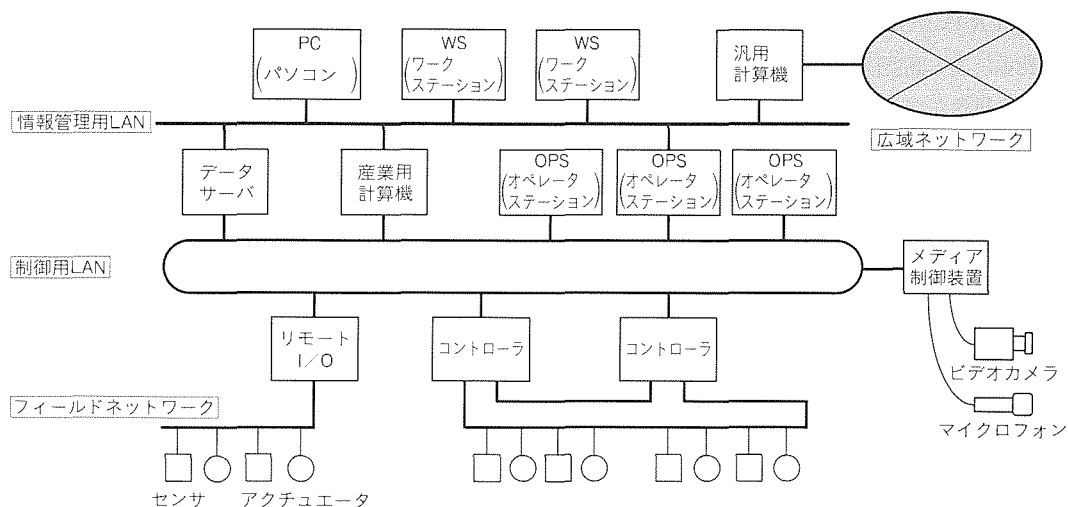 PC
(パソコン)
WS
(ワーク
ステーション)
WS
(ワーク
ステーション)
汎用
計算機
情報管理用LAN
広域ネットワーク
データ
サーバ
産業用
計算機
OPS
(オペレータ
ステーション)
OPS
(オペレータ
ステーション)
OPS
(オペレータ
ステーション)
制御用LAN
メディア
制御装置
リモート
I/O
コントローラ
コントローラ
ビデオカメラ
フィールドネットワーク
マイクロフォン
センサ
アクチュエータ